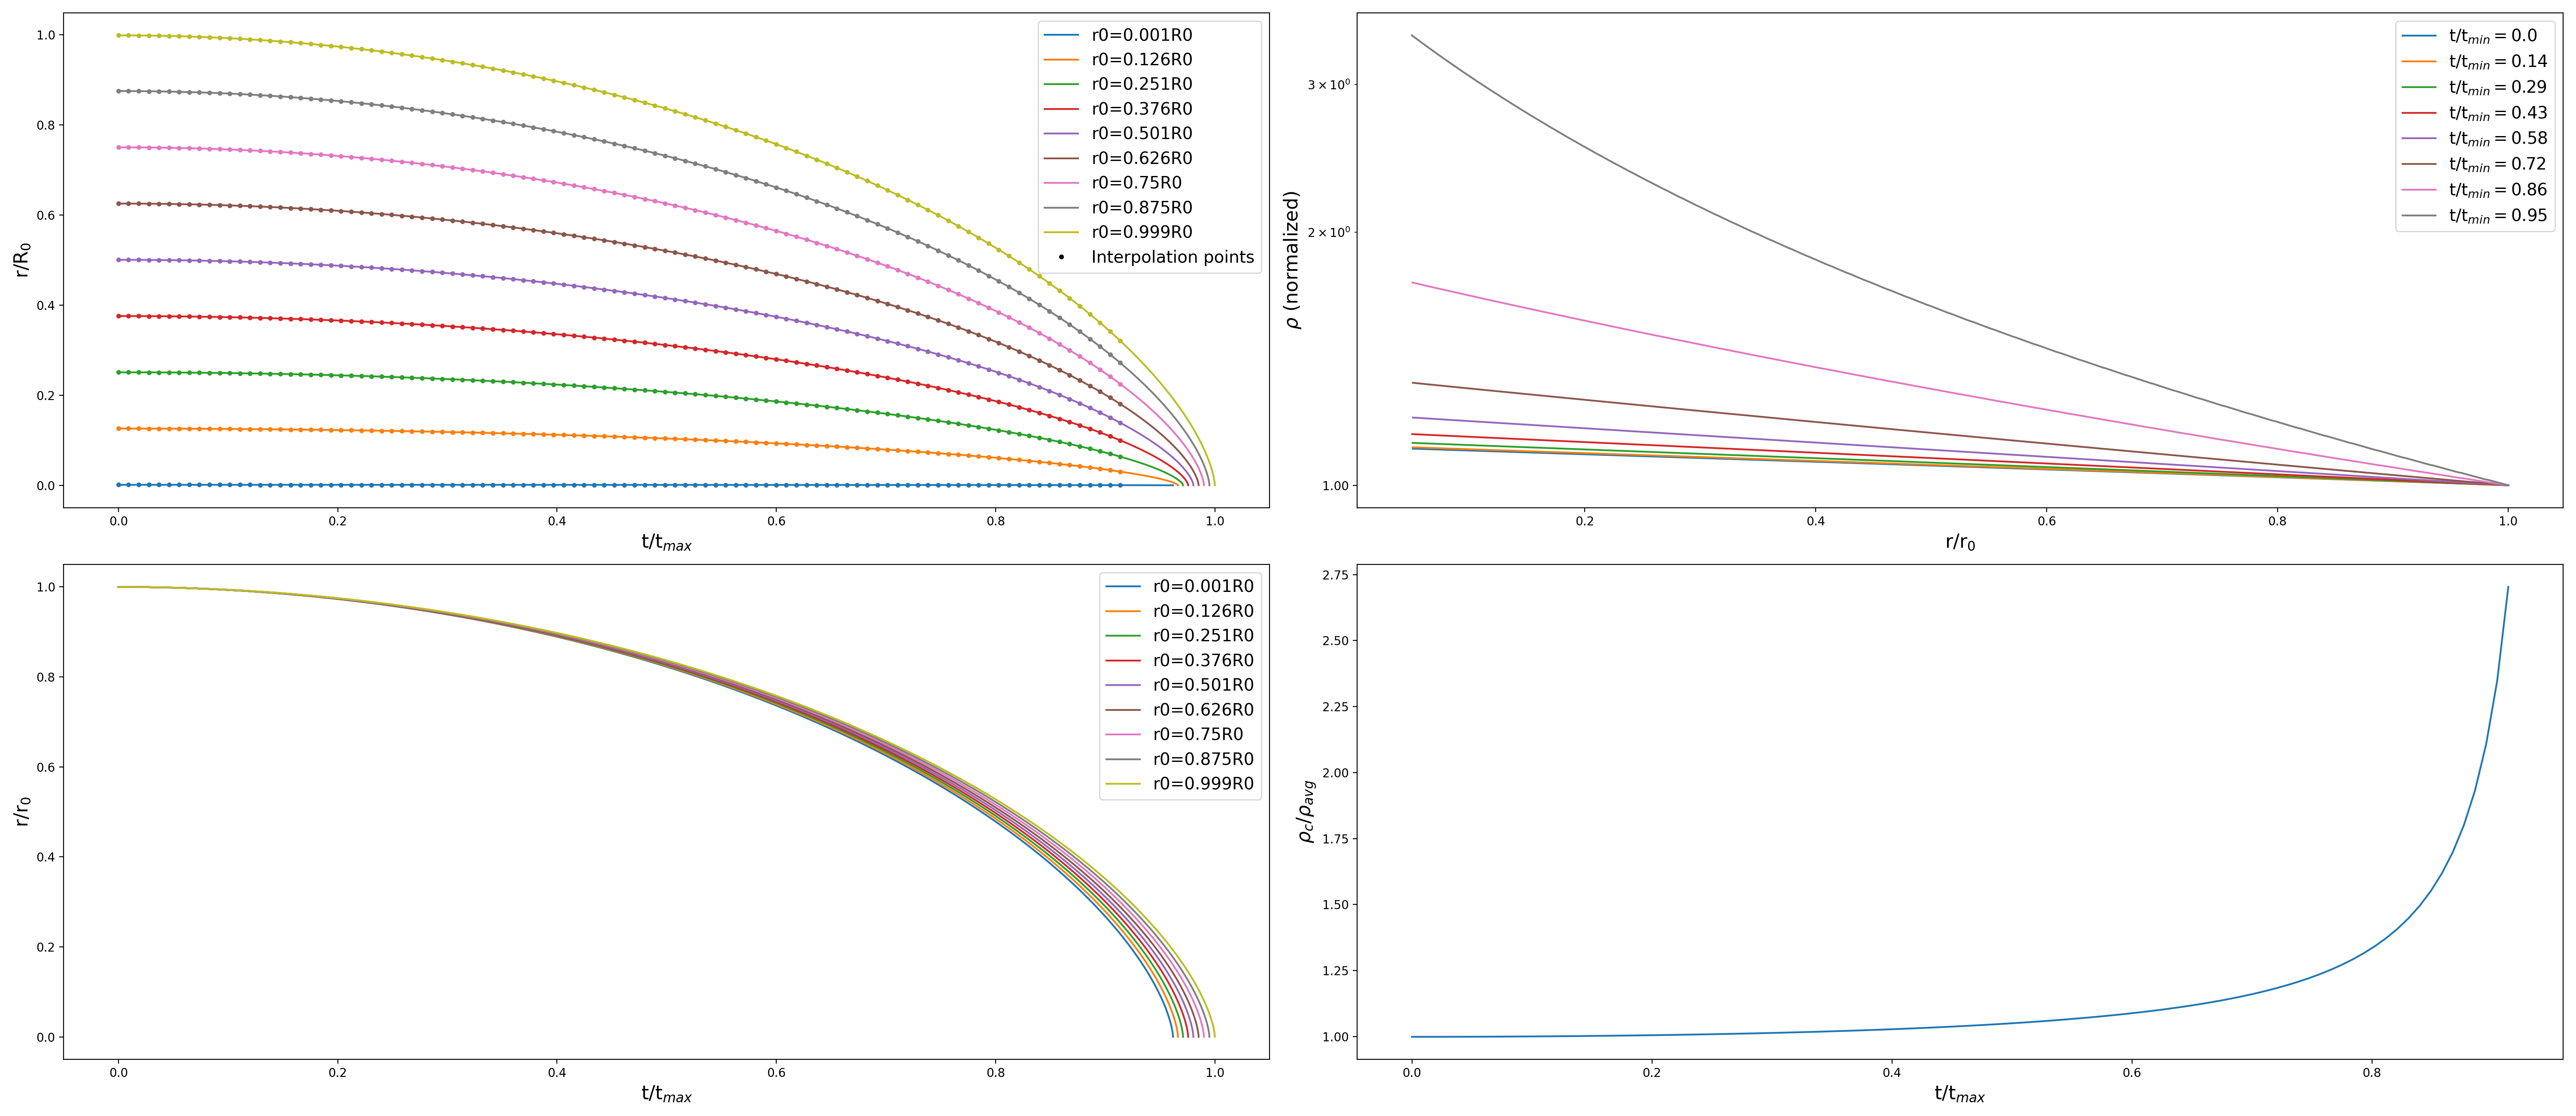 1.0
0.8
0.6
0.4
0.2
0.0
r/R₀
0.0 0.2 0.4 0.6 0.8 1.0
t/tₘₐₓ
r0=0.001R0
r0=0.126R0
r0=0.251R0
r0=0.376R0
r0=0.501R0
r0=0.626R0
r0=0.75R0
r0=0.875R0
r0=0.999R0
Interpolation points
3 × 10⁰
2 × 10⁰
1.00
ρ (normalized)
0.2 0.4 0.6 0.8 1.0
r/r₀
t/tₘᵢₙ = 0.0
t/tₘᵢₙ = 0.14
t/tₘᵢₙ = 0.29
t/tₘᵢₙ = 0.43
t/tₘᵢₙ = 0.58
t/tₘᵢₙ = 0.72
t/tₘᵢₙ = 0.86
t/tₘᵢₙ = 0.95
1.0
0.8
0.6
0.4
0.2
0.0
r/r₀
0.0 0.2 0.4 0.6 0.8 1.0
t/tₘₐₓ
r0=0.001R0
r0=0.126R0
r0=0.251R0
r0=0.376R0
r0=0.501R0
r0=0.626R0
r0=0.75R0
r0=0.875R0
r0=0.999R0
2.75
2.50
2.25
2.00
1.75
1.50
1.25
1.00
ρ_c/ρ_avg
0.0 0.2 0.4 0.6 0.8
t/tₘₐₓ